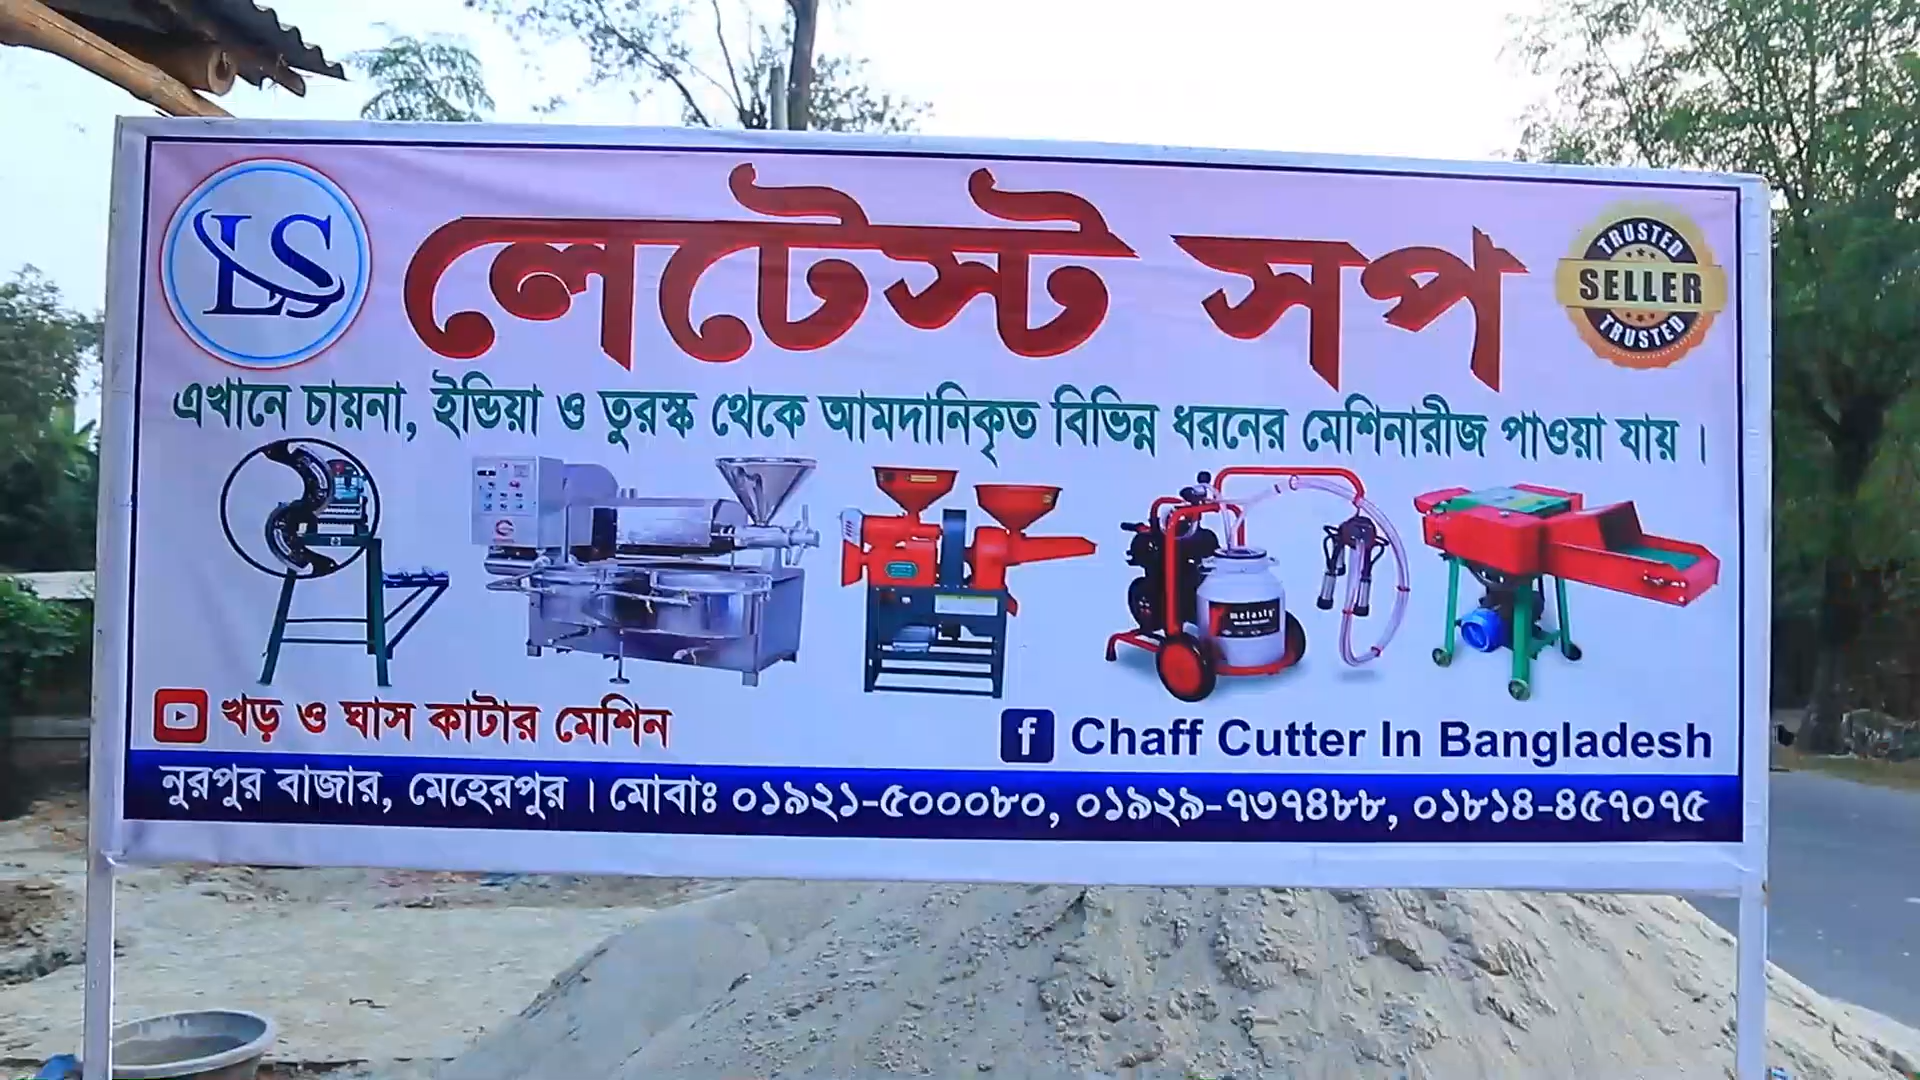 LS
লেটেস্ট সপ
TRUSTED
SELLER
TRUSTED
এখানে চায়না, ইন্ডিয়া ও তুরস্ক থেকে আমদানিকৃত বিভিন্ন ধরনের মেশিনারীজ পাওয়া যায় ।
melasty
খড় ও ঘাস কাটার মেশিন
f Chaff Cutter In Bangladesh
নুরপুর বাজার, মেহেরপুর । মোবাঃ ০১৯২১-৫০০০৮০, ০১৯২৯-৭৩৭৪৮৮, ০১৮১৪-৪৫৭০৭৫